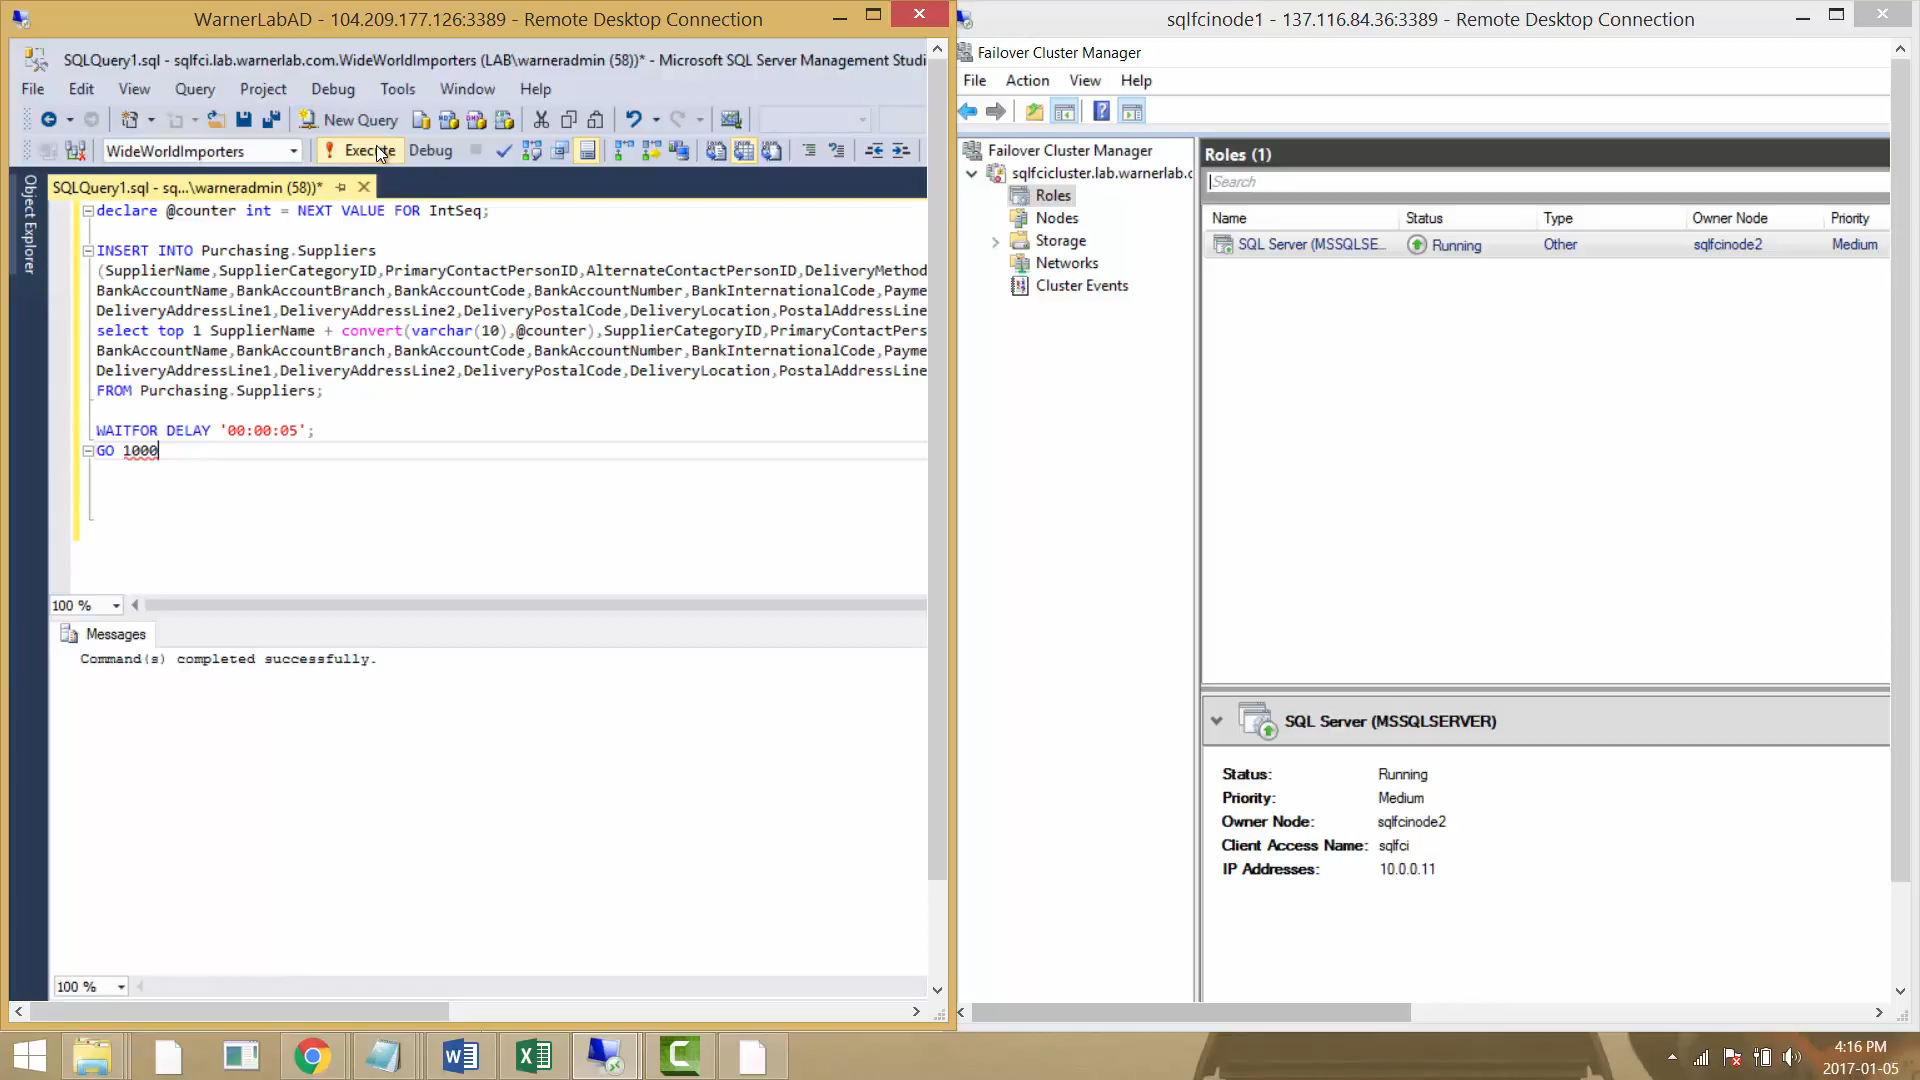 WarnerLabAD - 104.209.177.126:3389 - Remote Desktop Connection
SQLQuery1.sql - sqlfci.lab.warnerlab.com.WideWorldImporters (LAB\warneradmin (58))* - Microsoft SQL Server Management Studi
File Edit View Query Project Debug Tools Window Help
New Query
WideWorldImporters Execute Debug
Object Explorer
SQLQuery1.sql - sq...\warneradmin (58))*
declare @counter int = NEXT VALUE FOR IntSeq;
INSERT INTO Purchasing.Suppliers
(SupplierName,SupplierCategoryID,PrimaryContactPersonID,AlternateContactPersonID,DeliveryMethod
BankAccountName,BankAccountBranch,BankAccountCode,BankAccountNumber,BankInternationalCode,Payme
DeliveryAddressLine1,DeliveryAddressLine2,DeliveryPostalCode,DeliveryLocation,PostalAddressLine
select top 1 SupplierName + convert(varchar(10),@counter),SupplierCategoryID,PrimaryContactPers
BankAccountName,BankAccountBranch,BankAccountCode,BankAccountNumber,BankInternationalCode,Payme
DeliveryAddressLine1,DeliveryAddressLine2,DeliveryPostalCode,DeliveryLocation,PostalAddressLine
FROM Purchasing.Suppliers;
WAITFOR DELAY '00:00:05';
GO 1000
100 %
Messages
Command(s) completed successfully.
100 %
sqlfcinode1 - 137.116.84.36:3389 - Remote Desktop Connection
Failover Cluster Manager
File Action View Help
Failover Cluster Manager
sqlfcicluster.lab.warnerlab.c
Roles
Nodes
Storage
Networks
Cluster Events
Roles (1)
Search
Name Status Type Owner Node Priority
SQL Server (MSSQLSE... Running Other sqlfcinode2 Medium
SQL Server (MSSQLSERVER)
Status: Running
Priority: Medium
Owner Node: sqlfcinode2
Client Access Name: sqlfci
IP Addresses: 10.0.0.11
4:16 PM
2017-01-05